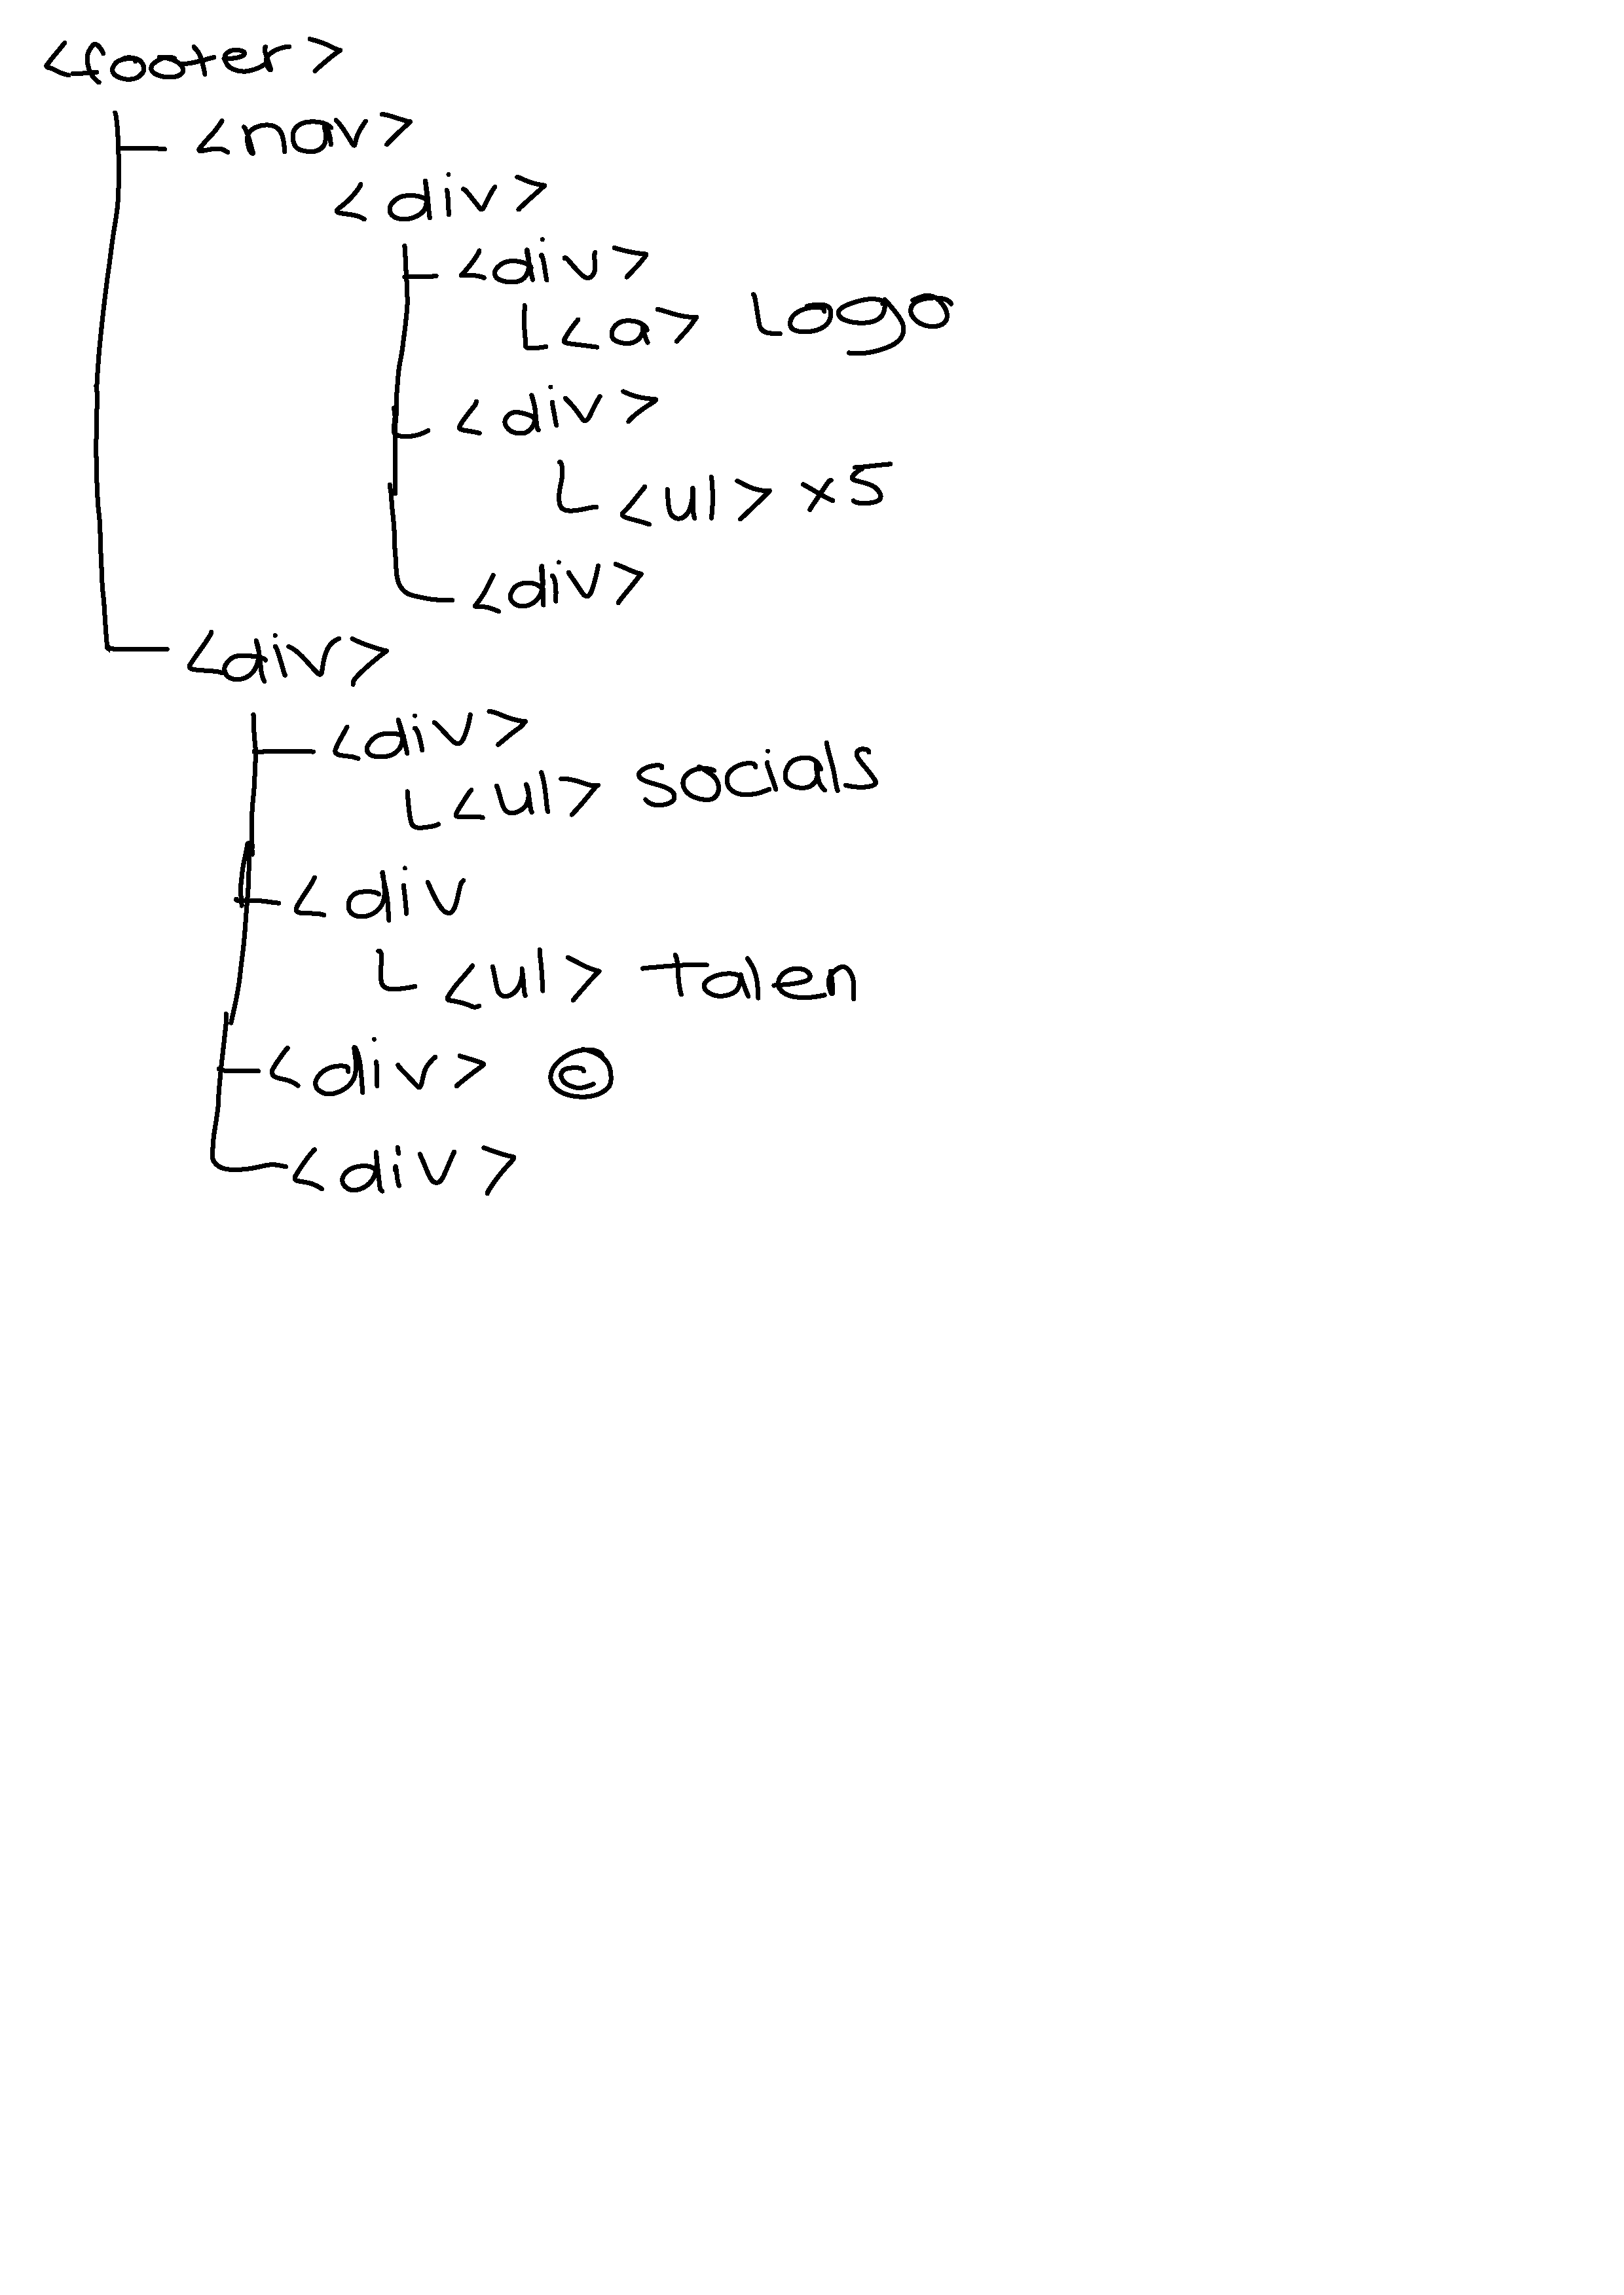 <footer>
<nav>
<div>
<div>
<a> Logo
<div>
<ul> x5
<div>
<div>
<div>
<ul> socials
<div
<ul> talen
<div> ©
<div>